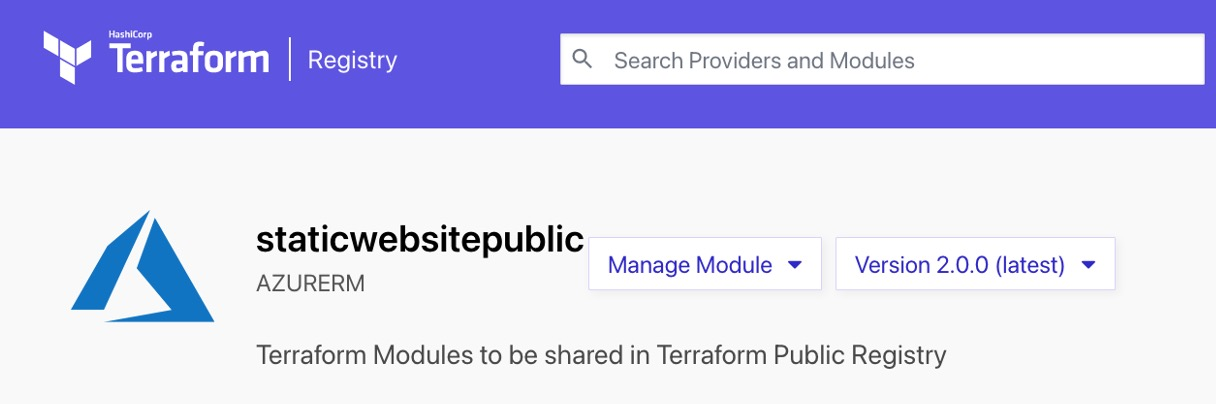 HashiCorp
Terraform
Registry
Search Providers and Modules
staticwebsitepublic
Manage Module
Version 2.0.0 (latest)
AZURERM
Terraform Modules to be shared in Terraform Public Registry